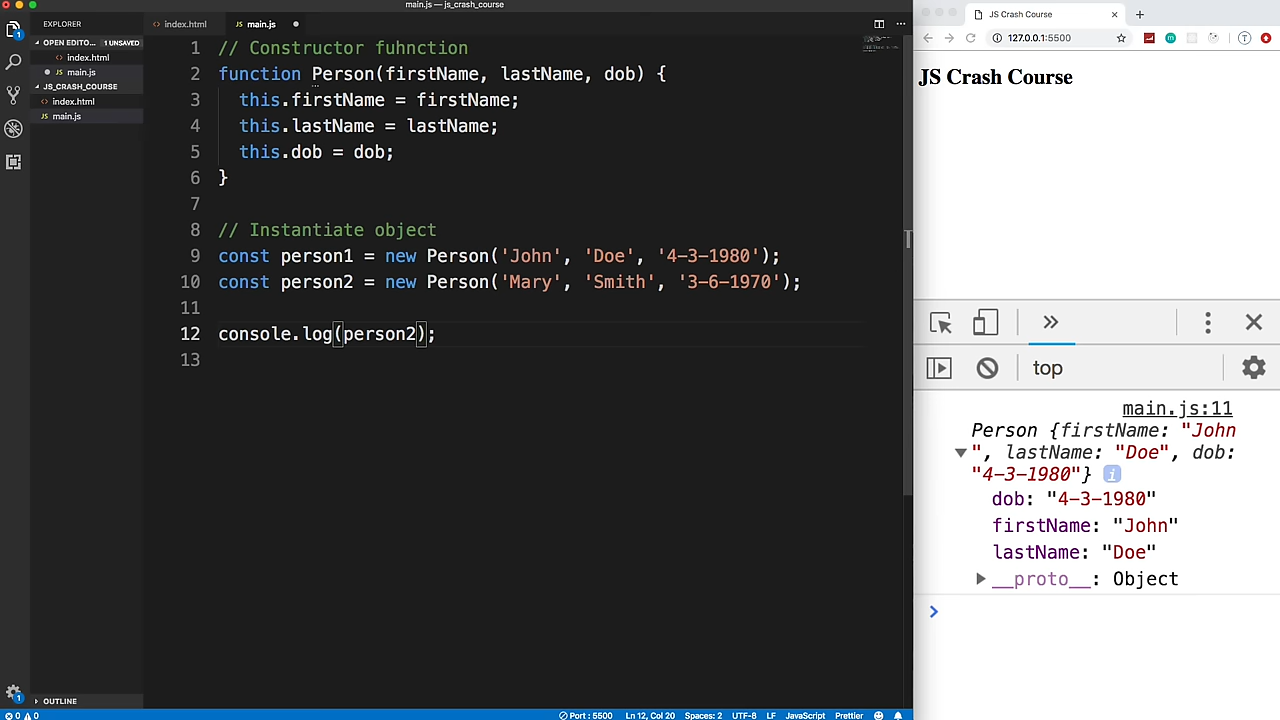 main.js — js_crash_course
EXPLORER
OPEN EDITO... 1 UNSAVED
index.html
main.js
JS_CRASH_COURSE
index.html
JS main.js
OUTLINE
index.html
JS main.js
1 // Constructor fuhnction
2 function Person(firstName, lastName, dob) {
3 this.firstName = firstName;
4 this.lastName = lastName;
5 this.dob = dob;
6 }
7
8 // Instantiate object
9 const person1 = new Person('John', 'Doe', '4-3-1980');
10 const person2 = new Person('Mary', 'Smith', '3-6-1970');
11
12 console.log(person2);
13
0 0 Port : 5500 Ln 12, Col 20 Spaces: 2 UTF-8 LF JavaScript Prettier
JS Crash Course
127.0.0.1:5500
JS Crash Course
top
main.js:11
Person {firstName: "John
", lastName: "Doe", dob:
"4-3-1980"} i
dob: "4-3-1980"
firstName: "John"
lastName: "Doe"
__proto__: Object